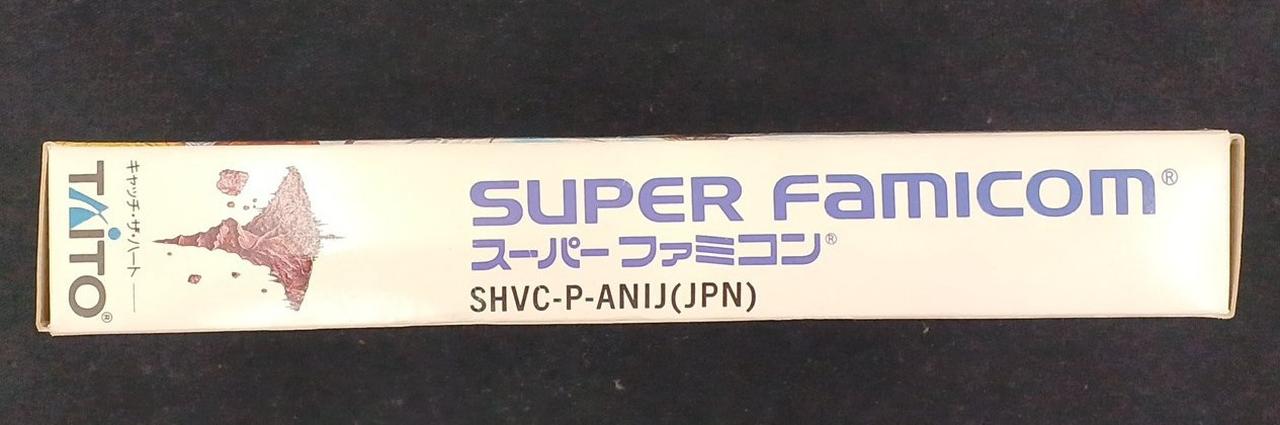 TAITO®
キャッチ・ザ・ハート —
SUPER FAMICOM®
スーパーファミコン®
SHVC-P-ANIJ(JPN)